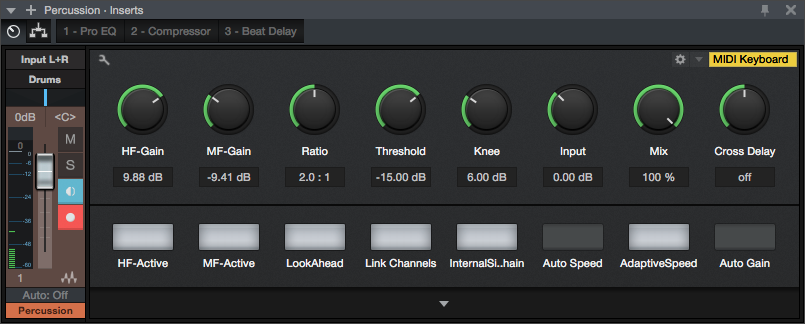 Percussion · Inserts
1 - Pro EQ
2 - Compressor
3 - Beat Delay
Input L+R
Drums
0dB <C>
M
S
0
0
-6
-12
-24
-36
-48
-60
1
Auto: Off
Percussion
MIDI Keyboard
HF-Gain MF-Gain Ratio Threshold Knee Input Mix Cross Delay
9.88 dB -9.41 dB 2.0 : 1 -15.00 dB 6.00 dB 0.00 dB 100 % off
HF-Active MF-Active LookAhead Link Channels InternalSi..hain Auto Speed AdaptiveSpeed Auto Gain